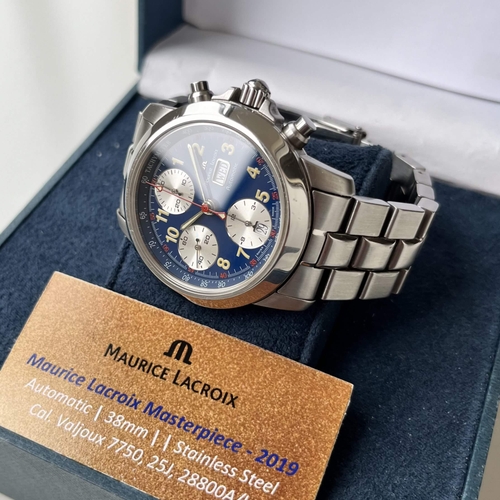 MAURICE LACROIX
Maurice Lacroix Masterpiece - 2019
Automatic | 38mm | | Stainless Steel
Cal. Valjoux 7750, 25J, 28800A/